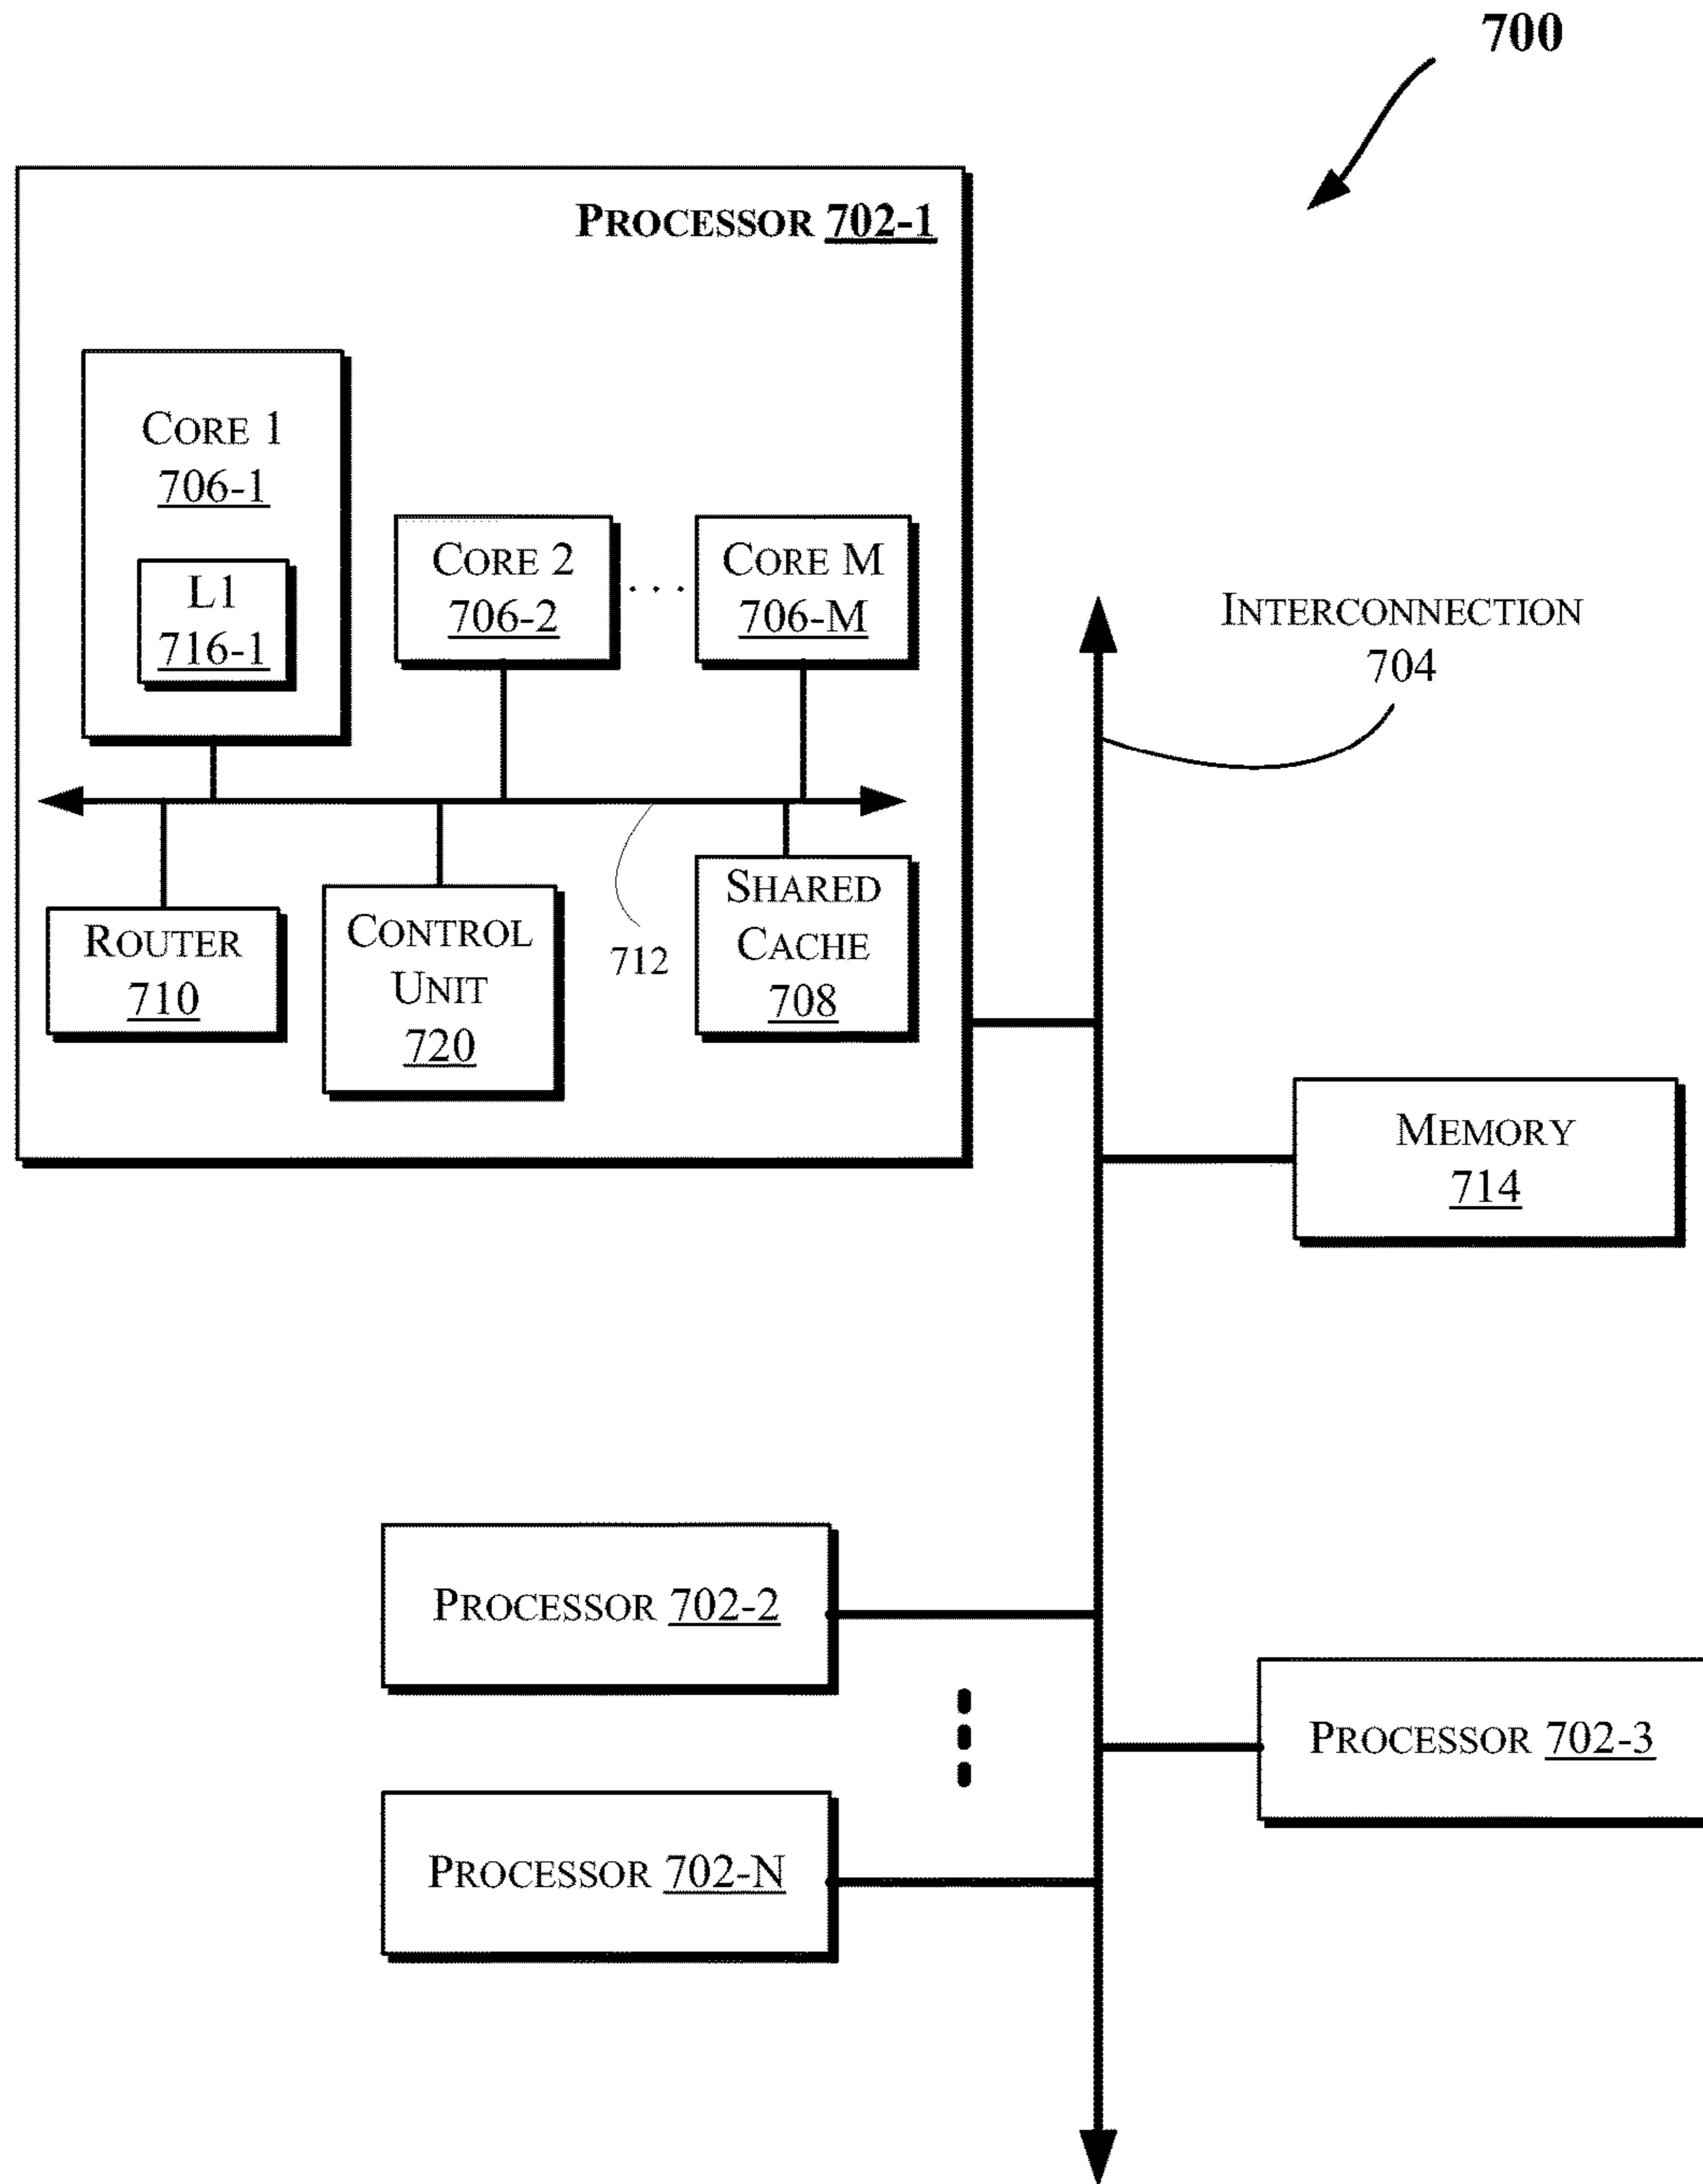 700
PROCESSOR 702-1
CORE 1
706-1
L1
716-1
CORE 2
706-2
. . .
CORE M
706-M
ROUTER
710
CONTROL
UNIT
720
712
SHARED
CACHE
708
INTERCONNECTION
704
MEMORY
714
PROCESSOR 702-2
PROCESSOR 702-3
PROCESSOR 702-N